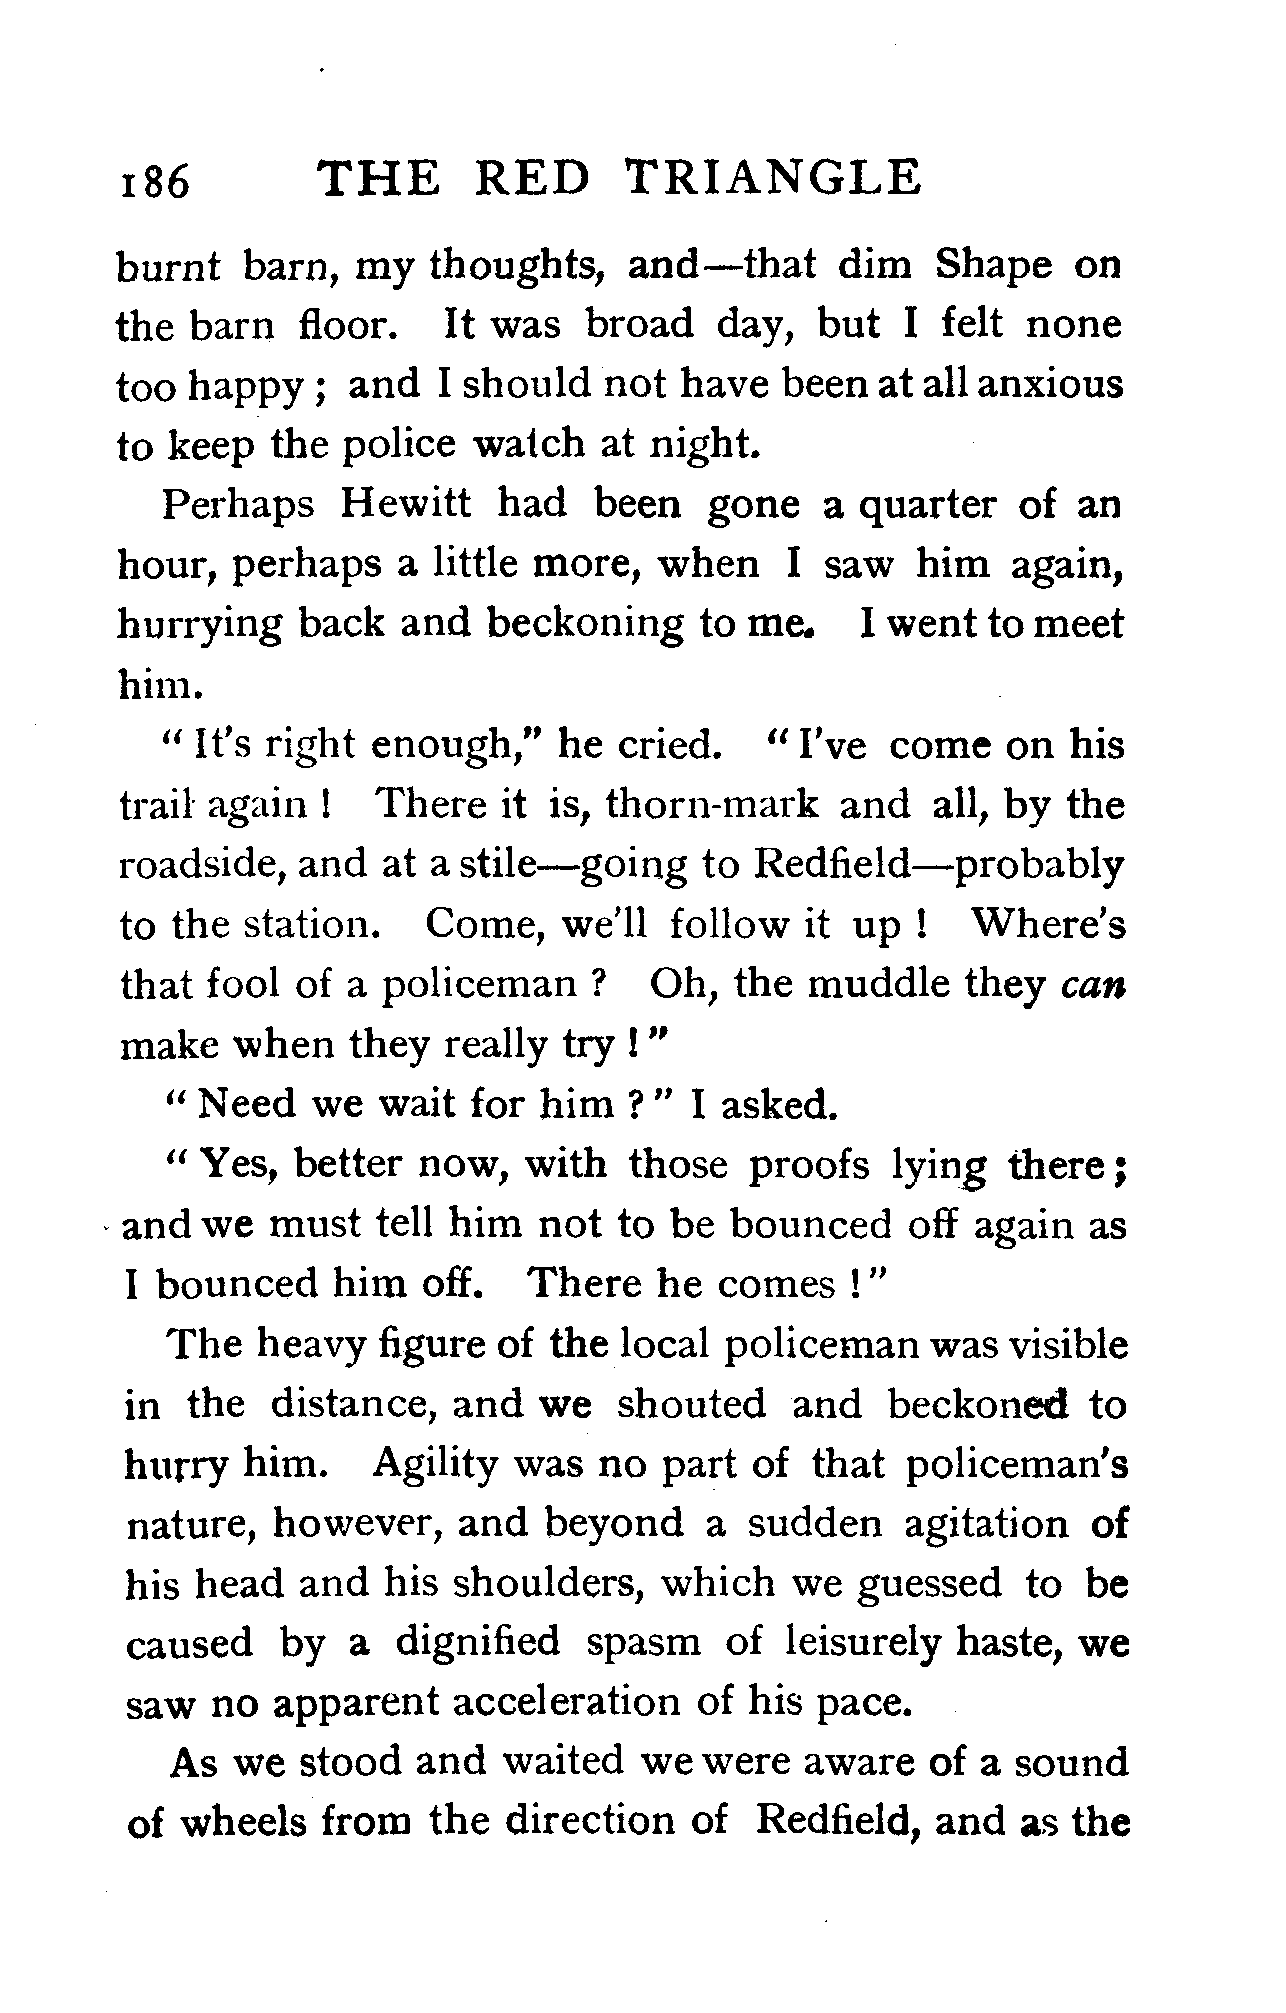 186 THE RED TRIANGLE
burnt barn, my thoughts, and—that dim Shape on
the barn floor. It was broad day, but I felt none
too happy ; and I should not have been at all anxious
to keep the police watch at night.
Perhaps Hewitt had been gone a quarter of an
hour, perhaps a little more, when I saw him again,
hurrying back and beckoning to me. I went to meet
him.
“ It's right enough,” he cried. “ I've come on his
trail again ! There it is, thorn-mark and all, by the
roadside, and at a stile—going to Redfield—probably
to the station. Come, we'll follow it up ! Where's
that fool of a policeman ? Oh, the muddle they can
make when they really try ! ”
“ Need we wait for him ? ” I asked.
“ Yes, better now, with those proofs lying there ;
and we must tell him not to be bounced off again as
I bounced him off. There he comes ! ”
The heavy figure of the local policeman was visible
in the distance, and we shouted and beckoned to
hurry him. Agility was no part of that policeman's
nature, however, and beyond a sudden agitation of
his head and his shoulders, which we guessed to be
caused by a dignified spasm of leisurely haste, we
saw no apparent acceleration of his pace.
As we stood and waited we were aware of a sound
of wheels from the direction of Redfield, and as the